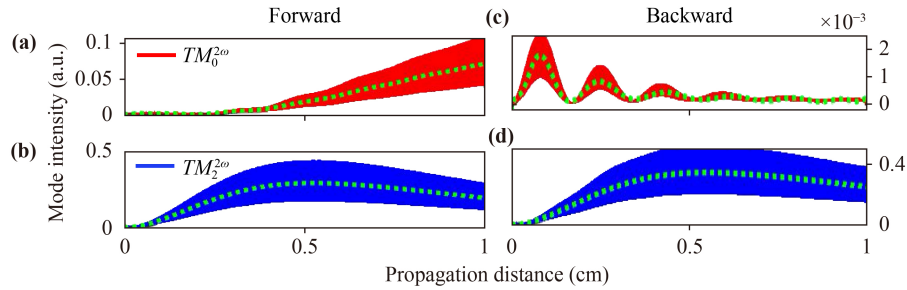 Forward
Backward
(a)
0.1
TM₀²ω
0.05
0
(c)
×10⁻³
2
1
0
(b)
0.5
TM₂²ω
0
(d)
0.4
0
0
0.5
1
0
0.5
1
Mode intensity (a.u.)
Propagation distance (cm)